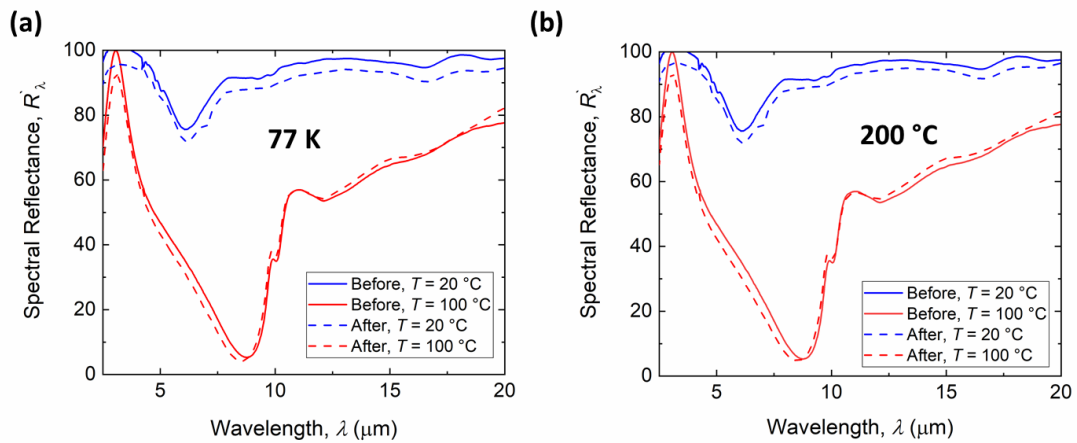 (a)
100
80
60
40
20
0
5
10
15
20
Spectral Reflectance, R`λ
Wavelength, λ (μm)
77 K
Before, T = 20 °C
Before, T = 100 °C
After, T = 20 °C
After, T = 100 °C
(b)
100
80
60
40
20
0
5
10
15
20
Spectral Reflectance, R`λ
Wavelength, λ (μm)
200 °C
Before, T = 20 °C
Before, T = 100 °C
After, T = 20 °C
After, T = 100 °C